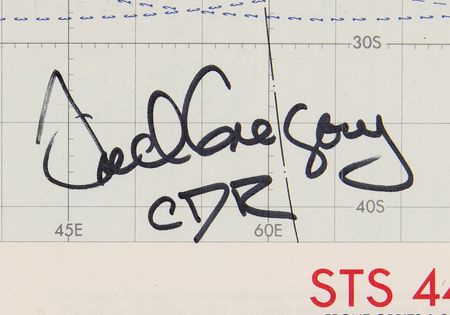 30S
Fred Gregory
CDR
40S
45E 60E
STS 44